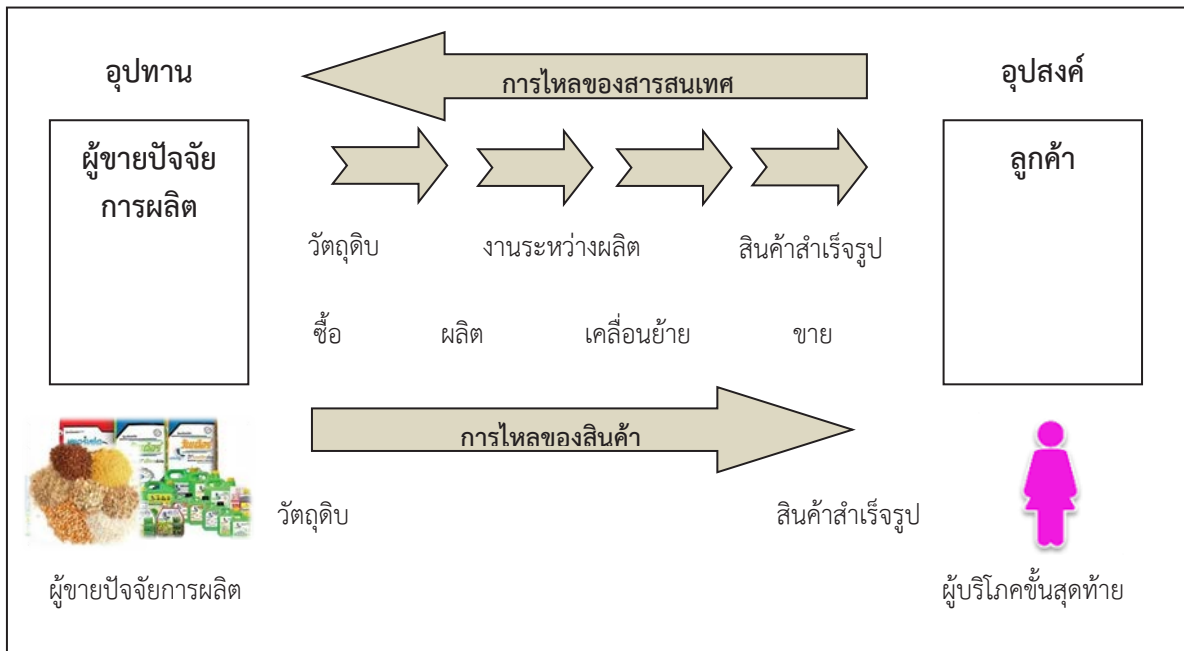 อุปทาน
การไหลของสารสนเทศ
อุปสงค์
ผู้ขายปัจจัย
การผลิต
ลูกค้า
วัตถุดิบ
งานระหว่างผลิต
สินค้าสำเร็จรูป
ซื้อ
ผลิต
เคลื่อนย้าย
ขาย
การไหลของสินค้า
วัตถุดิบ
สินค้าสำเร็จรูป
ผู้ขายปัจจัยการผลิต
ผู้บริโภคขั้นสุดท้าย